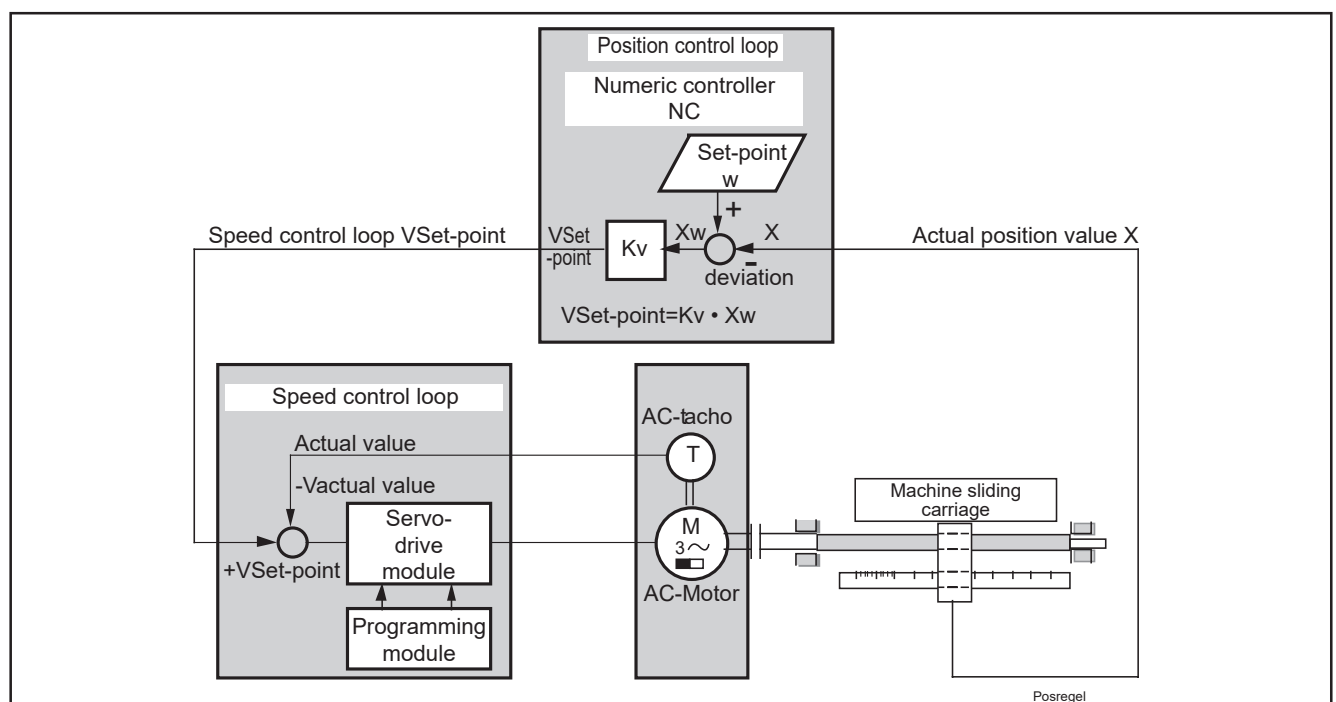 Position control loop
Numeric controller
NC
Set-point
w
+
Speed control loop VSet-point
VSet
-point
Kv
Xw
X
-
Actual position value X
deviation
VSet-point=Kv • Xw
Speed control loop
Actual value
-Vactual value
+VSet-point
Servo-
drive
module
Programming
module
AC-tacho
T
M
3~
AC-Motor
Machine sliding
carriage
Posregel